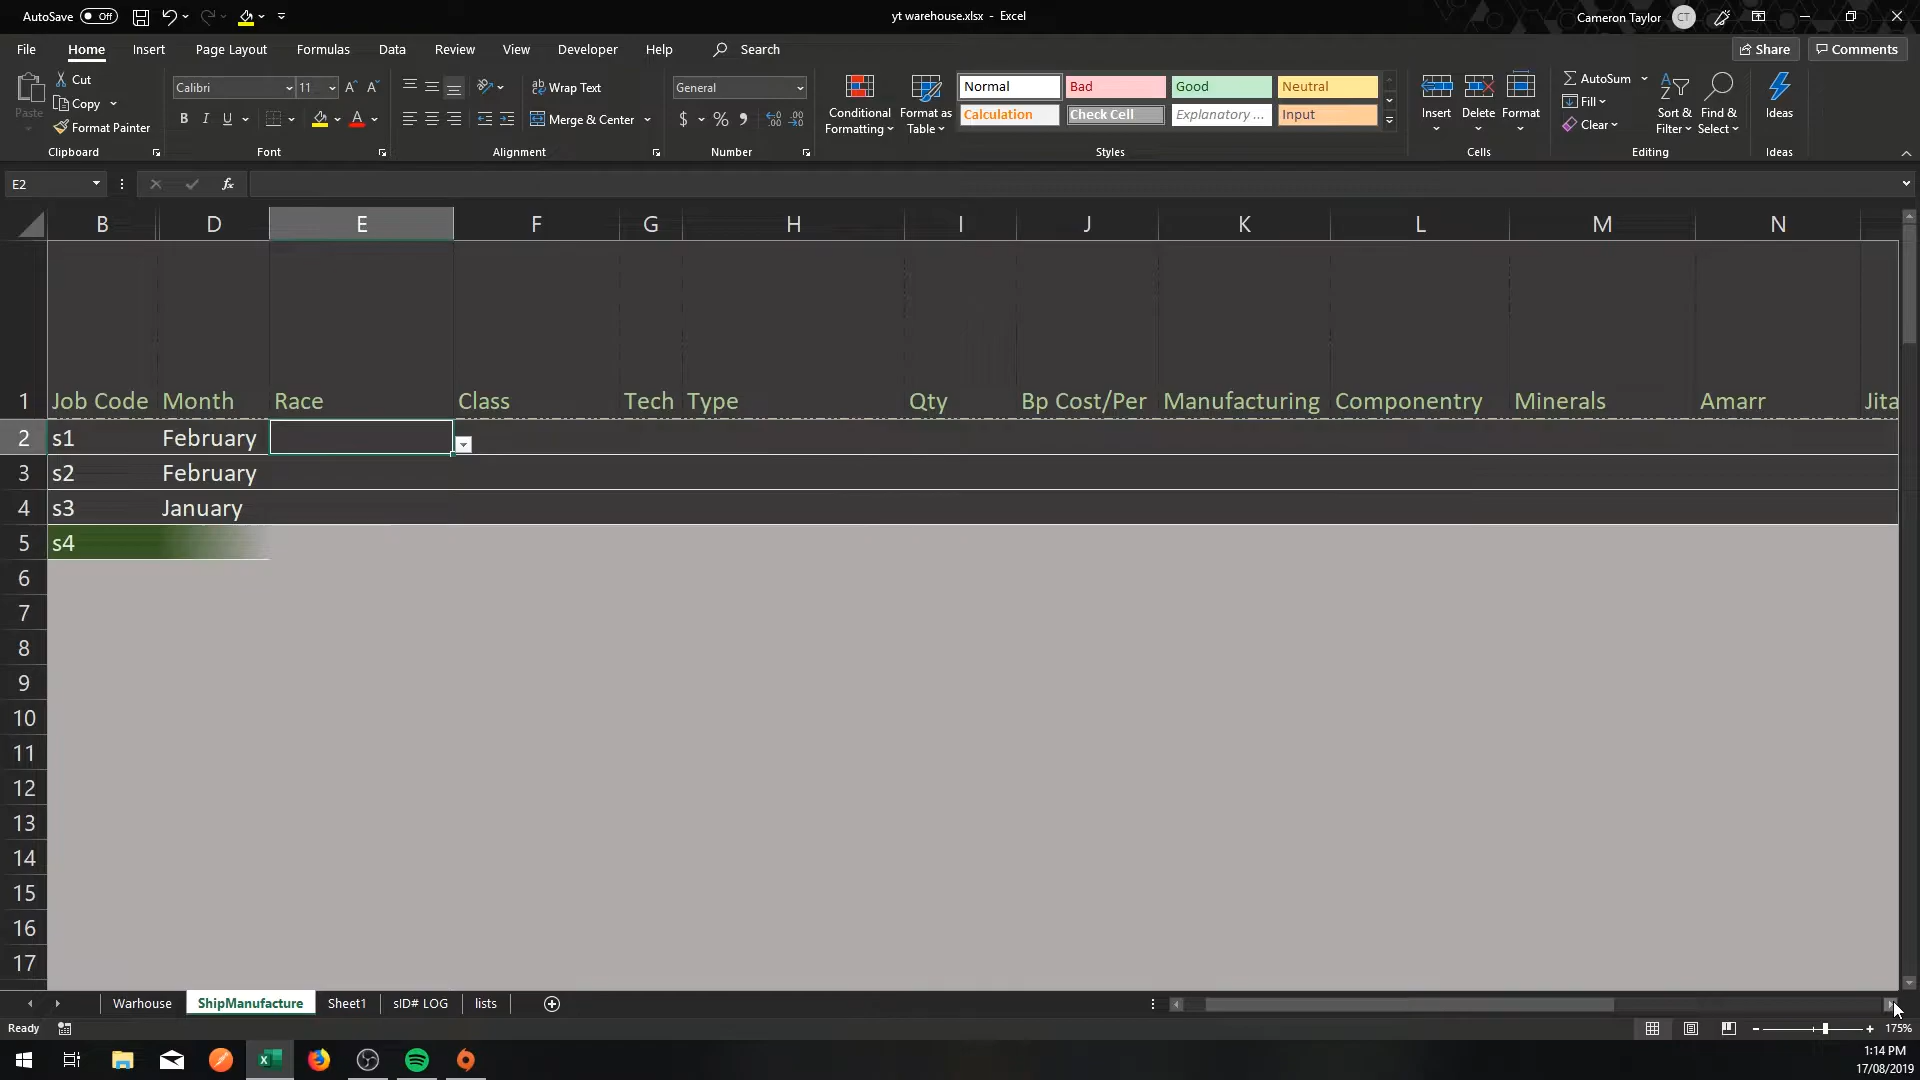 AutoSave Off
yt warehouse.xlsx - Excel
Cameron Taylor CT
File Home Insert Page Layout Formulas Data Review View Developer Help Search
Share Comments
Paste
Cut
Copy
Format Painter
Clipboard
Calibri 11
B I U
Font
Wrap Text
Merge & Center
Alignment
General
$ % ,
Number
Conditional Formatting
Format as Table
Normal Bad Good Neutral
Calculation Check Cell Explanatory ... Input
Styles
Insert Delete Format
Cells
AutoSum
Fill
Clear
Sort & Filter
Find & Select
Editing
Ideas
Ideas
E2 fx
B D E F G H I J K L M N
1 Job Code Month Race Class Tech Type Qty Bp Cost/Per Manufacturing Componentry Minerals Amarr Jita
2 s1 February
3 s2 February
4 s3 January
5 s4
6
7
8
9
10
11
12
13
14
15
16
17
Warhouse ShipManufacture Sheet1 sID# LOG lists
Ready
175%
1:14 PM
17/08/2019